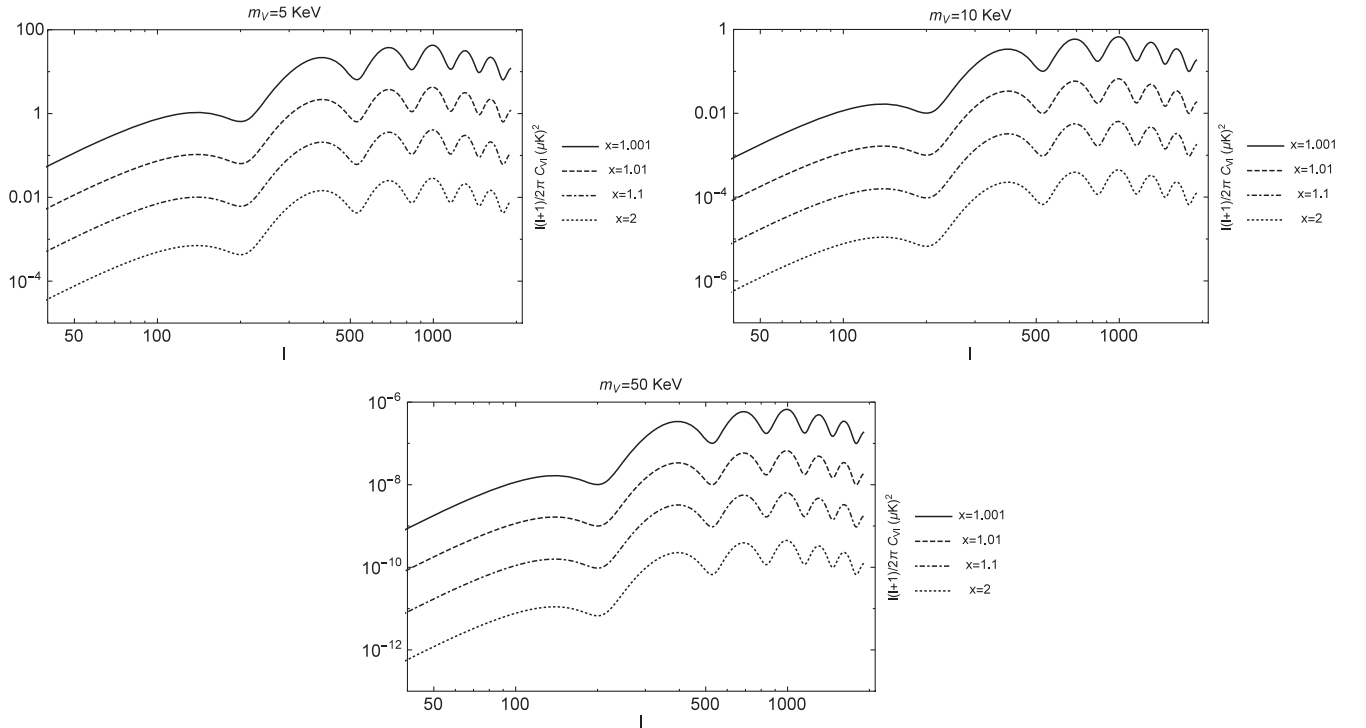 m_V=5 KeV
100
1
0.01
10^−4
50 100 500 1000
l
l(l+1)/2π C_Vl (μK)^2
x=1.001
x=1.01
x=1.1
x=2
m_V=10 KeV
1
0.01
10^−4
10^−6
50 100 500 1000
l
l(l+1)/2π C_Vl (μK)^2
x=1.001
x=1.01
x=1.1
x=2
m_V=50 KeV
10^−6
10^−8
10^−10
10^−12
50 100 500 1000
l
l(l+1)/2π C_Vl (μK)^2
x=1.001
x=1.01
x=1.1
x=2